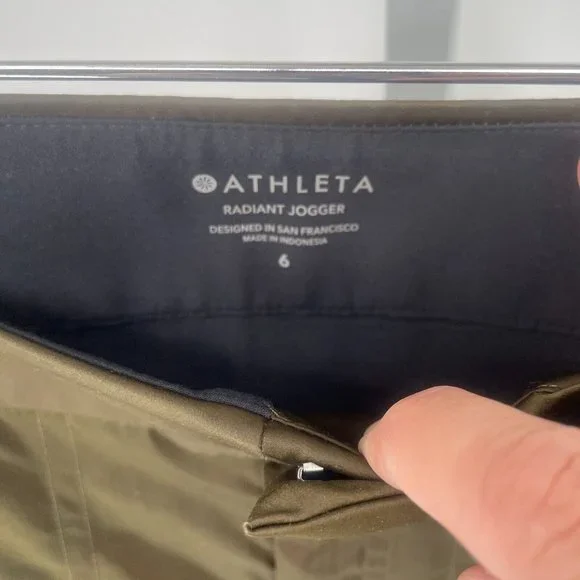 ATHLETA
RADIANT JOGGER
DESIGNED IN SAN FRANCISCO
MADE IN INDONESIA
6